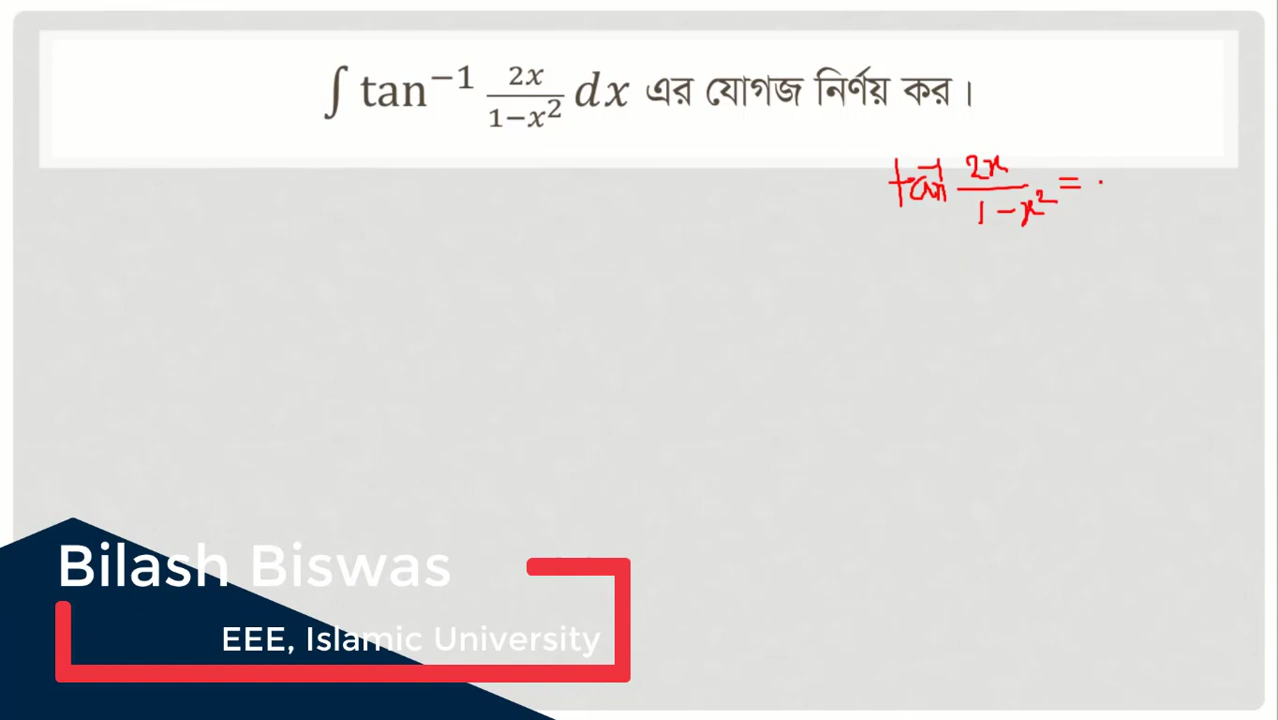 ∫ tan⁻¹ 2x/(1−x²) dx এর যোগজ নির্ণয় কর।
tan⁻¹ 2x/(1−x²) =
Bilash Biswas
EEE, Islamic University